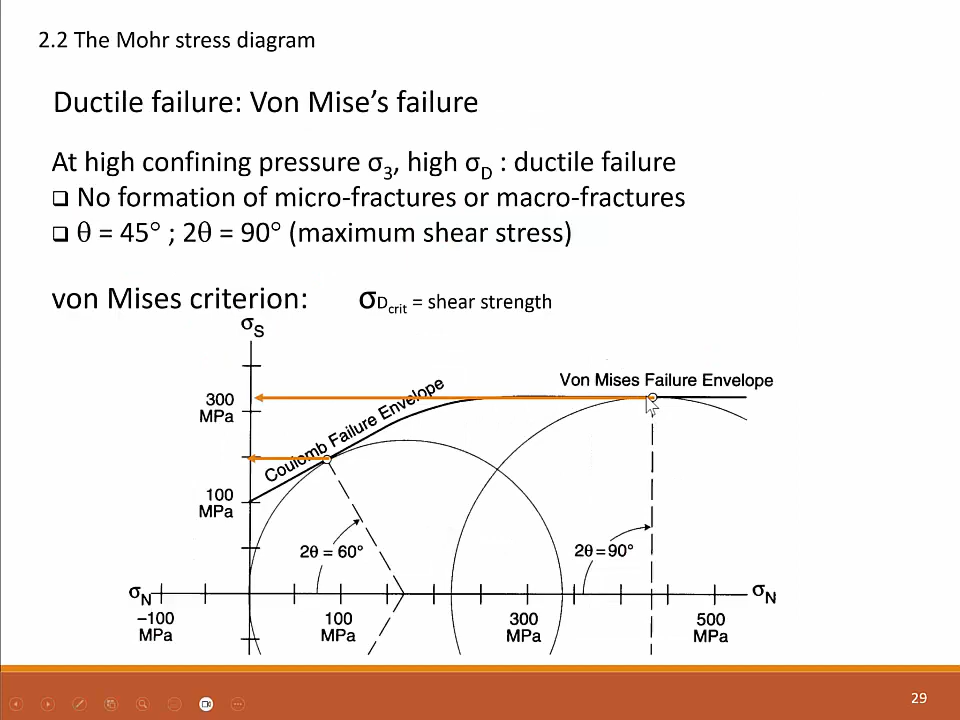 2.2 The Mohr stress diagram
Ductile failure: Von Mise’s failure
At high confining pressure σ3, high σD : ductile failure
❑ No formation of micro-fractures or macro-fractures
❑ θ = 45° ; 2θ = 90° (maximum shear stress)
von Mises criterion: σDcrit = shear strength
σS
Von Mises Failure Envelope
Coulomb Failure Envelope
300
MPa
100
MPa
2θ = 60°
2θ=90°
σN
σN
–100
MPa
100
MPa
300
MPa
500
MPa
29